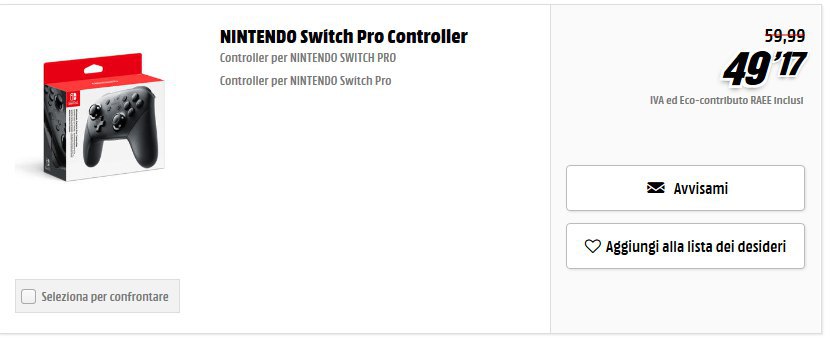 NINTENDO Switch Pro Controller
Controller per NINTENDO SWITCH PRO
Controller per NINTENDO Switch Pro
59,99
49'17
IVA ed Eco-contributo RAEE inclusi
Avvisami
Aggiungi alla lista dei desideri
Seleziona per confrontare